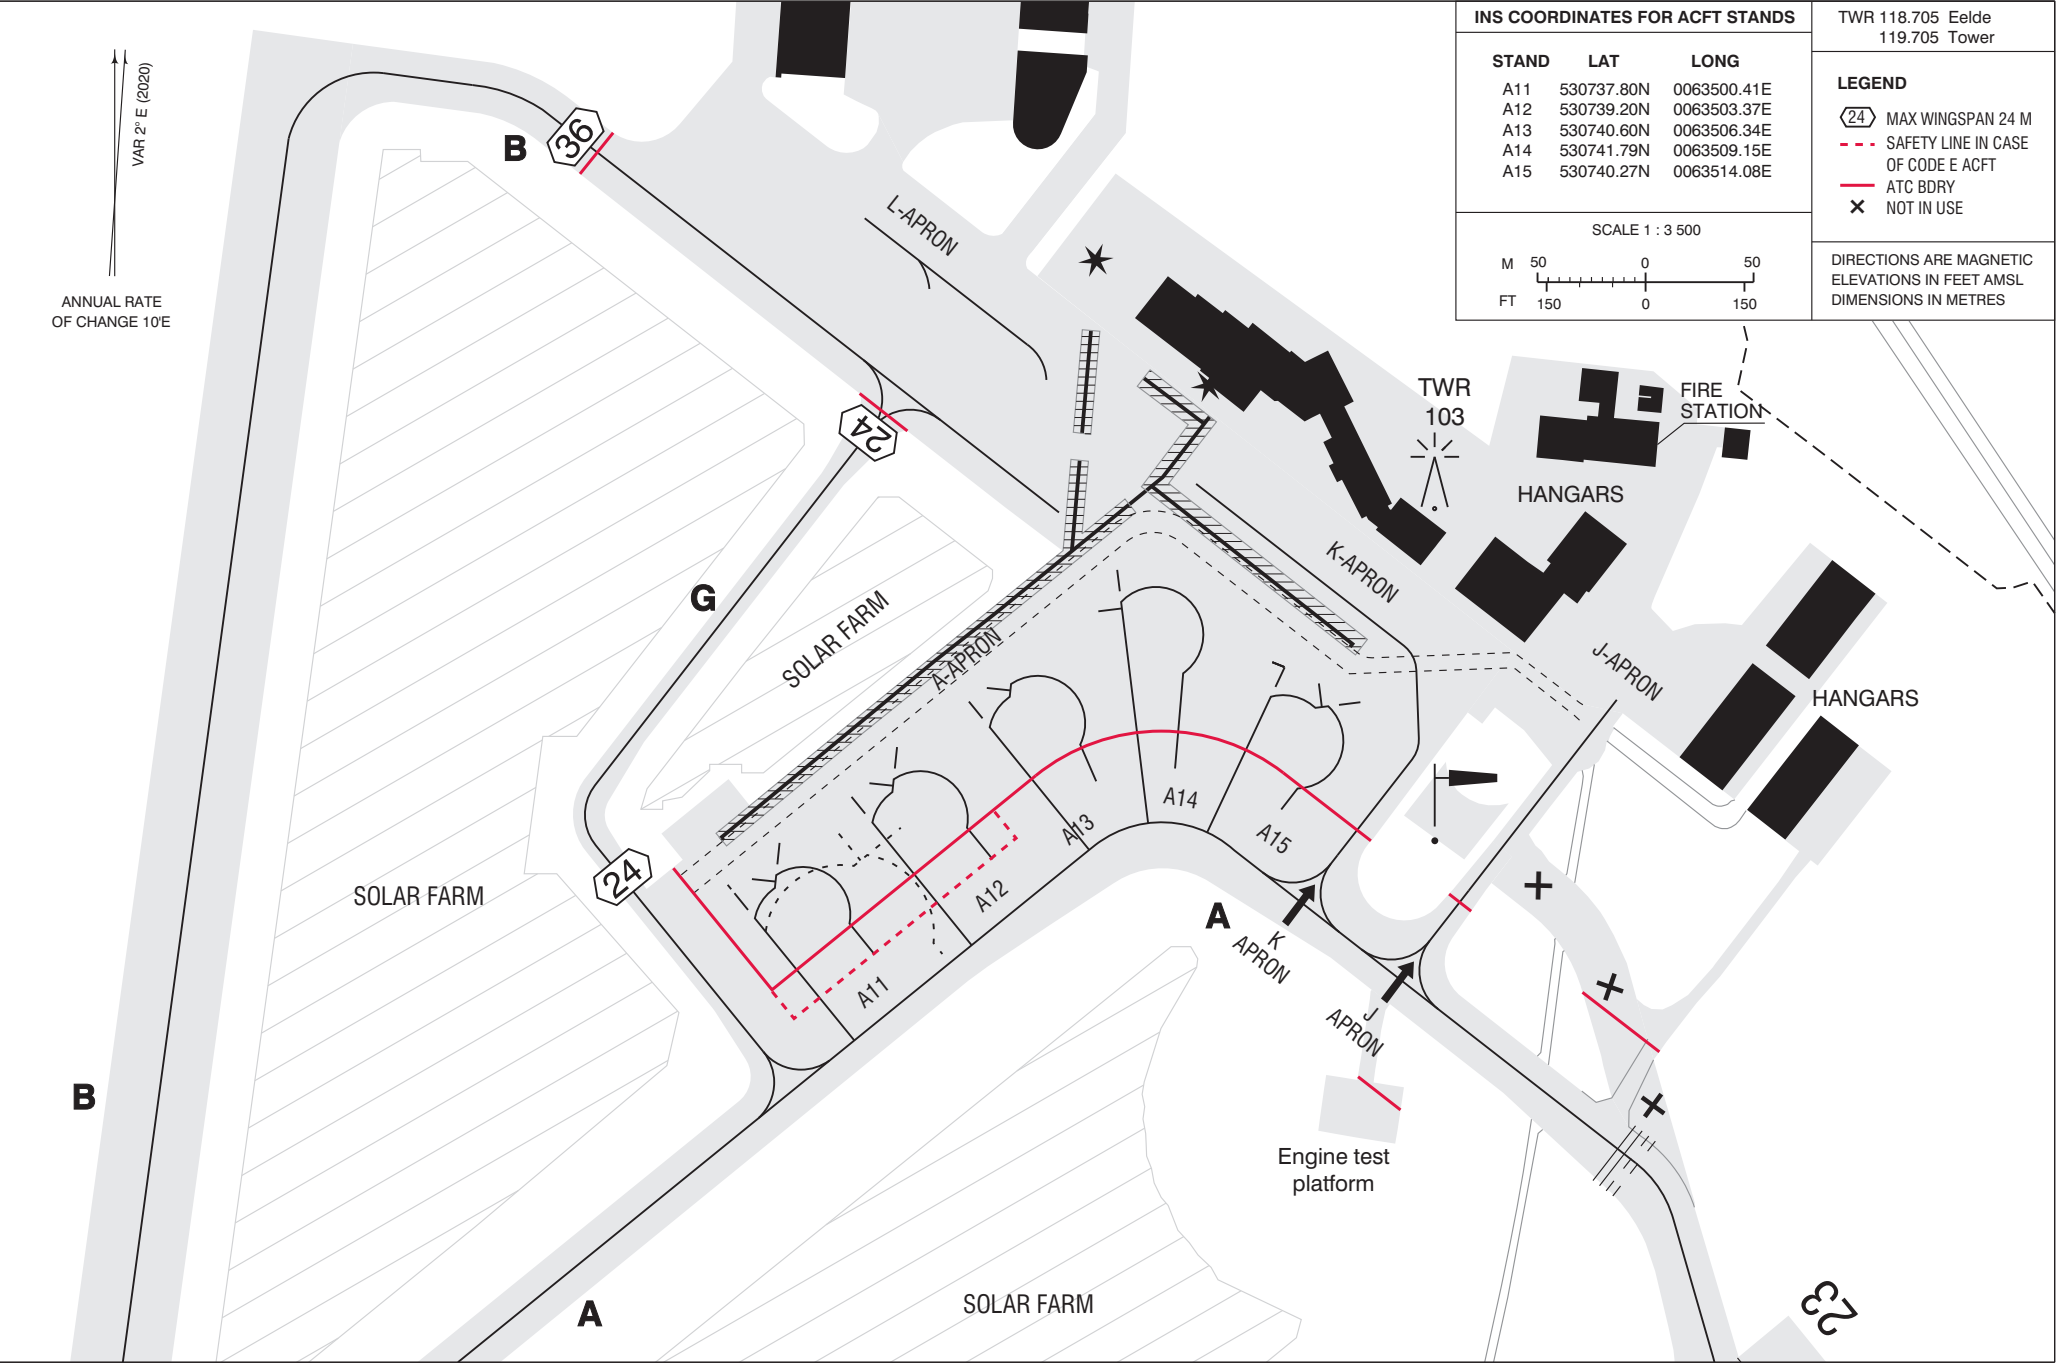 INS COORDINATES FOR ACFT STANDS
STAND LAT LONG
A11 530737.80N 0063500.41E
A12 530739.20N 0063503.37E
A13 530740.60N 0063506.34E
A14 530741.79N 0063509.15E
A15 530740.27N 0063514.08E
SCALE 1 : 3 500
M 50 0 50
FT 150 0 150
TWR 118.705 Eelde
119.705 Tower
LEGEND
24 MAX WINGSPAN 24 M
SAFETY LINE IN CASE
OF CODE E ACFT
ATC BDRY
NOT IN USE
DIRECTIONS ARE MAGNETIC
ELEVATIONS IN FEET AMSL
DIMENSIONS IN METRES
VAR 2° E (2020)
ANNUAL RATE
OF CHANGE 10'E
B
36
L-APRON
24
TWR
103
FIRE
STATION
HANGARS
K-APRON
G
SOLAR FARM
A-APRON
J-APRON
HANGARS
A14
A13
A15
24
SOLAR FARM
A12
A11
A
K
APRON
J
APRON
B
Engine test
platform
SOLAR FARM
A
23